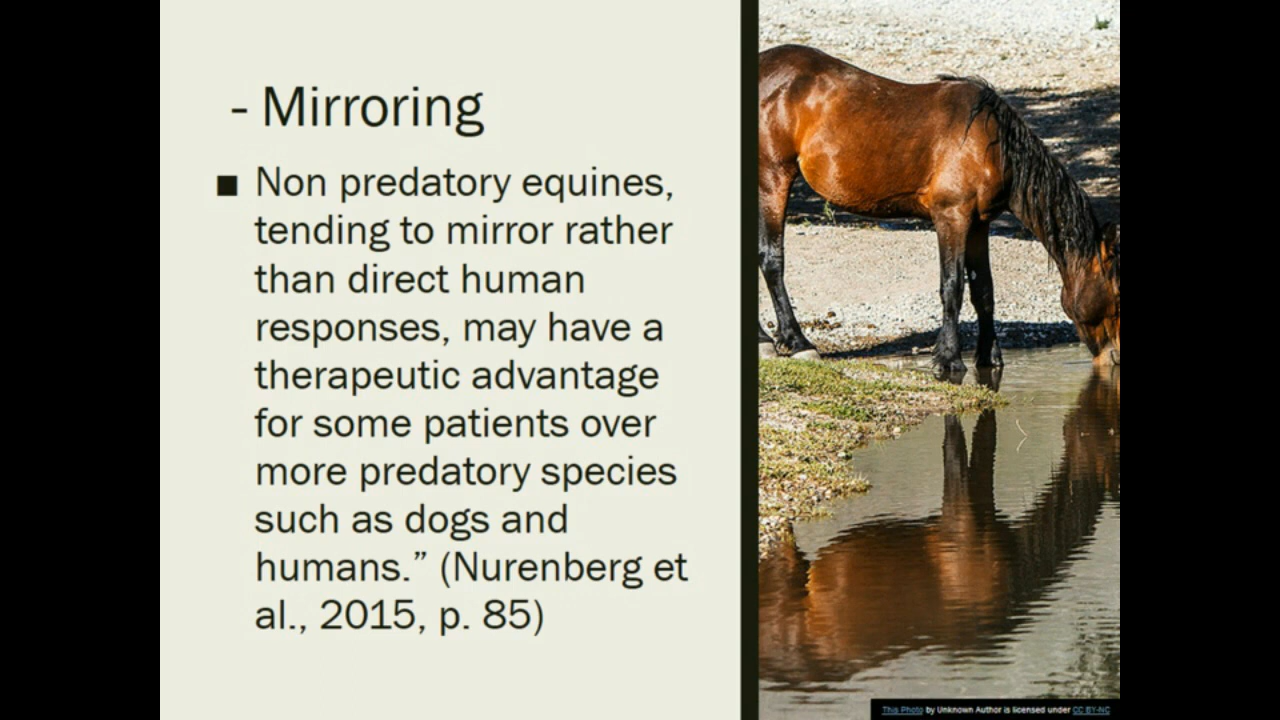 - Mirroring
■ Non predatory equines,
tending to mirror rather
than direct human
responses, may have a
therapeutic advantage
for some patients over
more predatory species
such as dogs and
humans.” (Nurenberg et
al., 2015, p. 85)
This Photo by Unknown Author is licensed under CC BY-NC